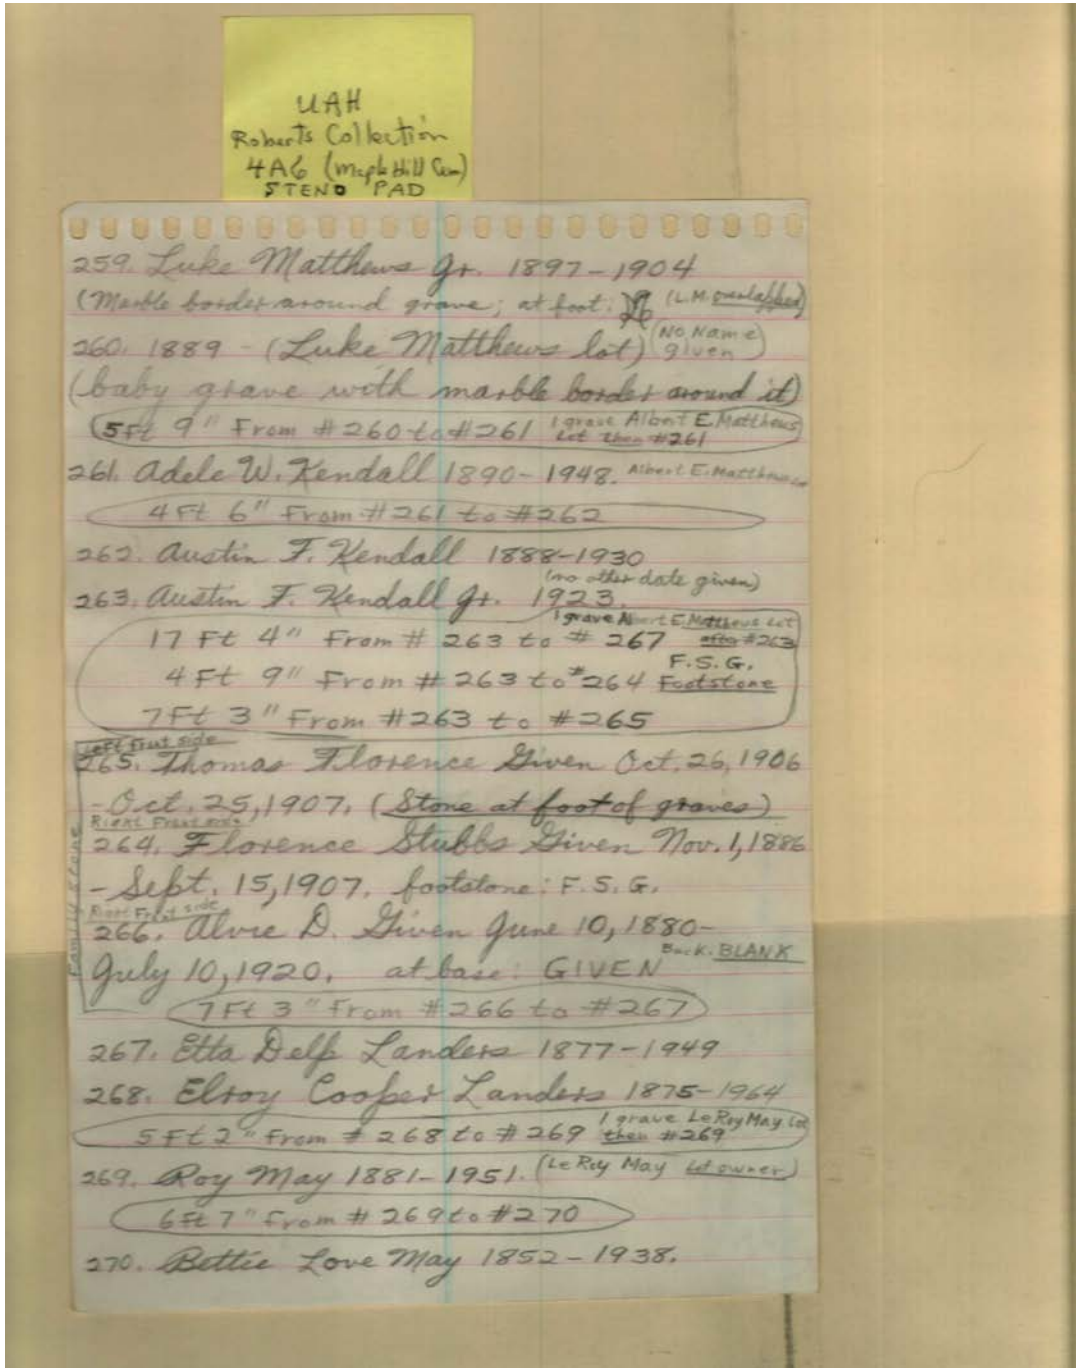 UAH
Roberts Collection
4A6 (Maple Hill Cem)
STENO PAD
259. Luke Matthews Jr. 1897-1904
(Marble border around grave; at foot: (L.M. overlapped)
260. 1889 - (Luke Matthews lot) (No Name given)
(baby grave with marble border around it)
5 Ft 9" From #260 to #261 1 grave Albert E. Matthews
Lot then #261
261. Adele W. Kendall 1890-1948. Albert E. Matthews Lot
4 Ft 6" From #261 to #262
262. Austin F. Kendall 1888-1930
(no other date given)
263. Austin F. Kendall Jr. 1923.
1 grave Albert E. Matthews Lot
17 Ft 4" From # 263 to # 267 after #263
F.S.G.
4 Ft 9" From # 263 to #264 Footstone
7 Ft 3" From #263 to #265
Left Frnt side
265. Thomas Florence Given Oct. 26, 1906
- Oct. 25, 1907. (Stone at foot of graves)
Right Front side
264. Florence Stubbs Given Nov. 1, 1886
- Sept. 15, 1907. footstone: F. S. G.
Right Front side
266. Alvie D. Given June 10, 1880-
Back: BLANK
July 10, 1920. at base: GIVEN
Family stone
7 Ft 3" From #266 to #267
267. Etta Delp Landers 1877-1949
268. Elroy Cooper Landers 1875-1964
5 Ft 2" From # 268 to # 269 1 grave LeRoy May Lot
then #269
269. Roy May 1881-1951. (LeRoy May Lot owner)
6 Ft 7" From # 269 to #270
270. Bettie Love May 1852-1938.